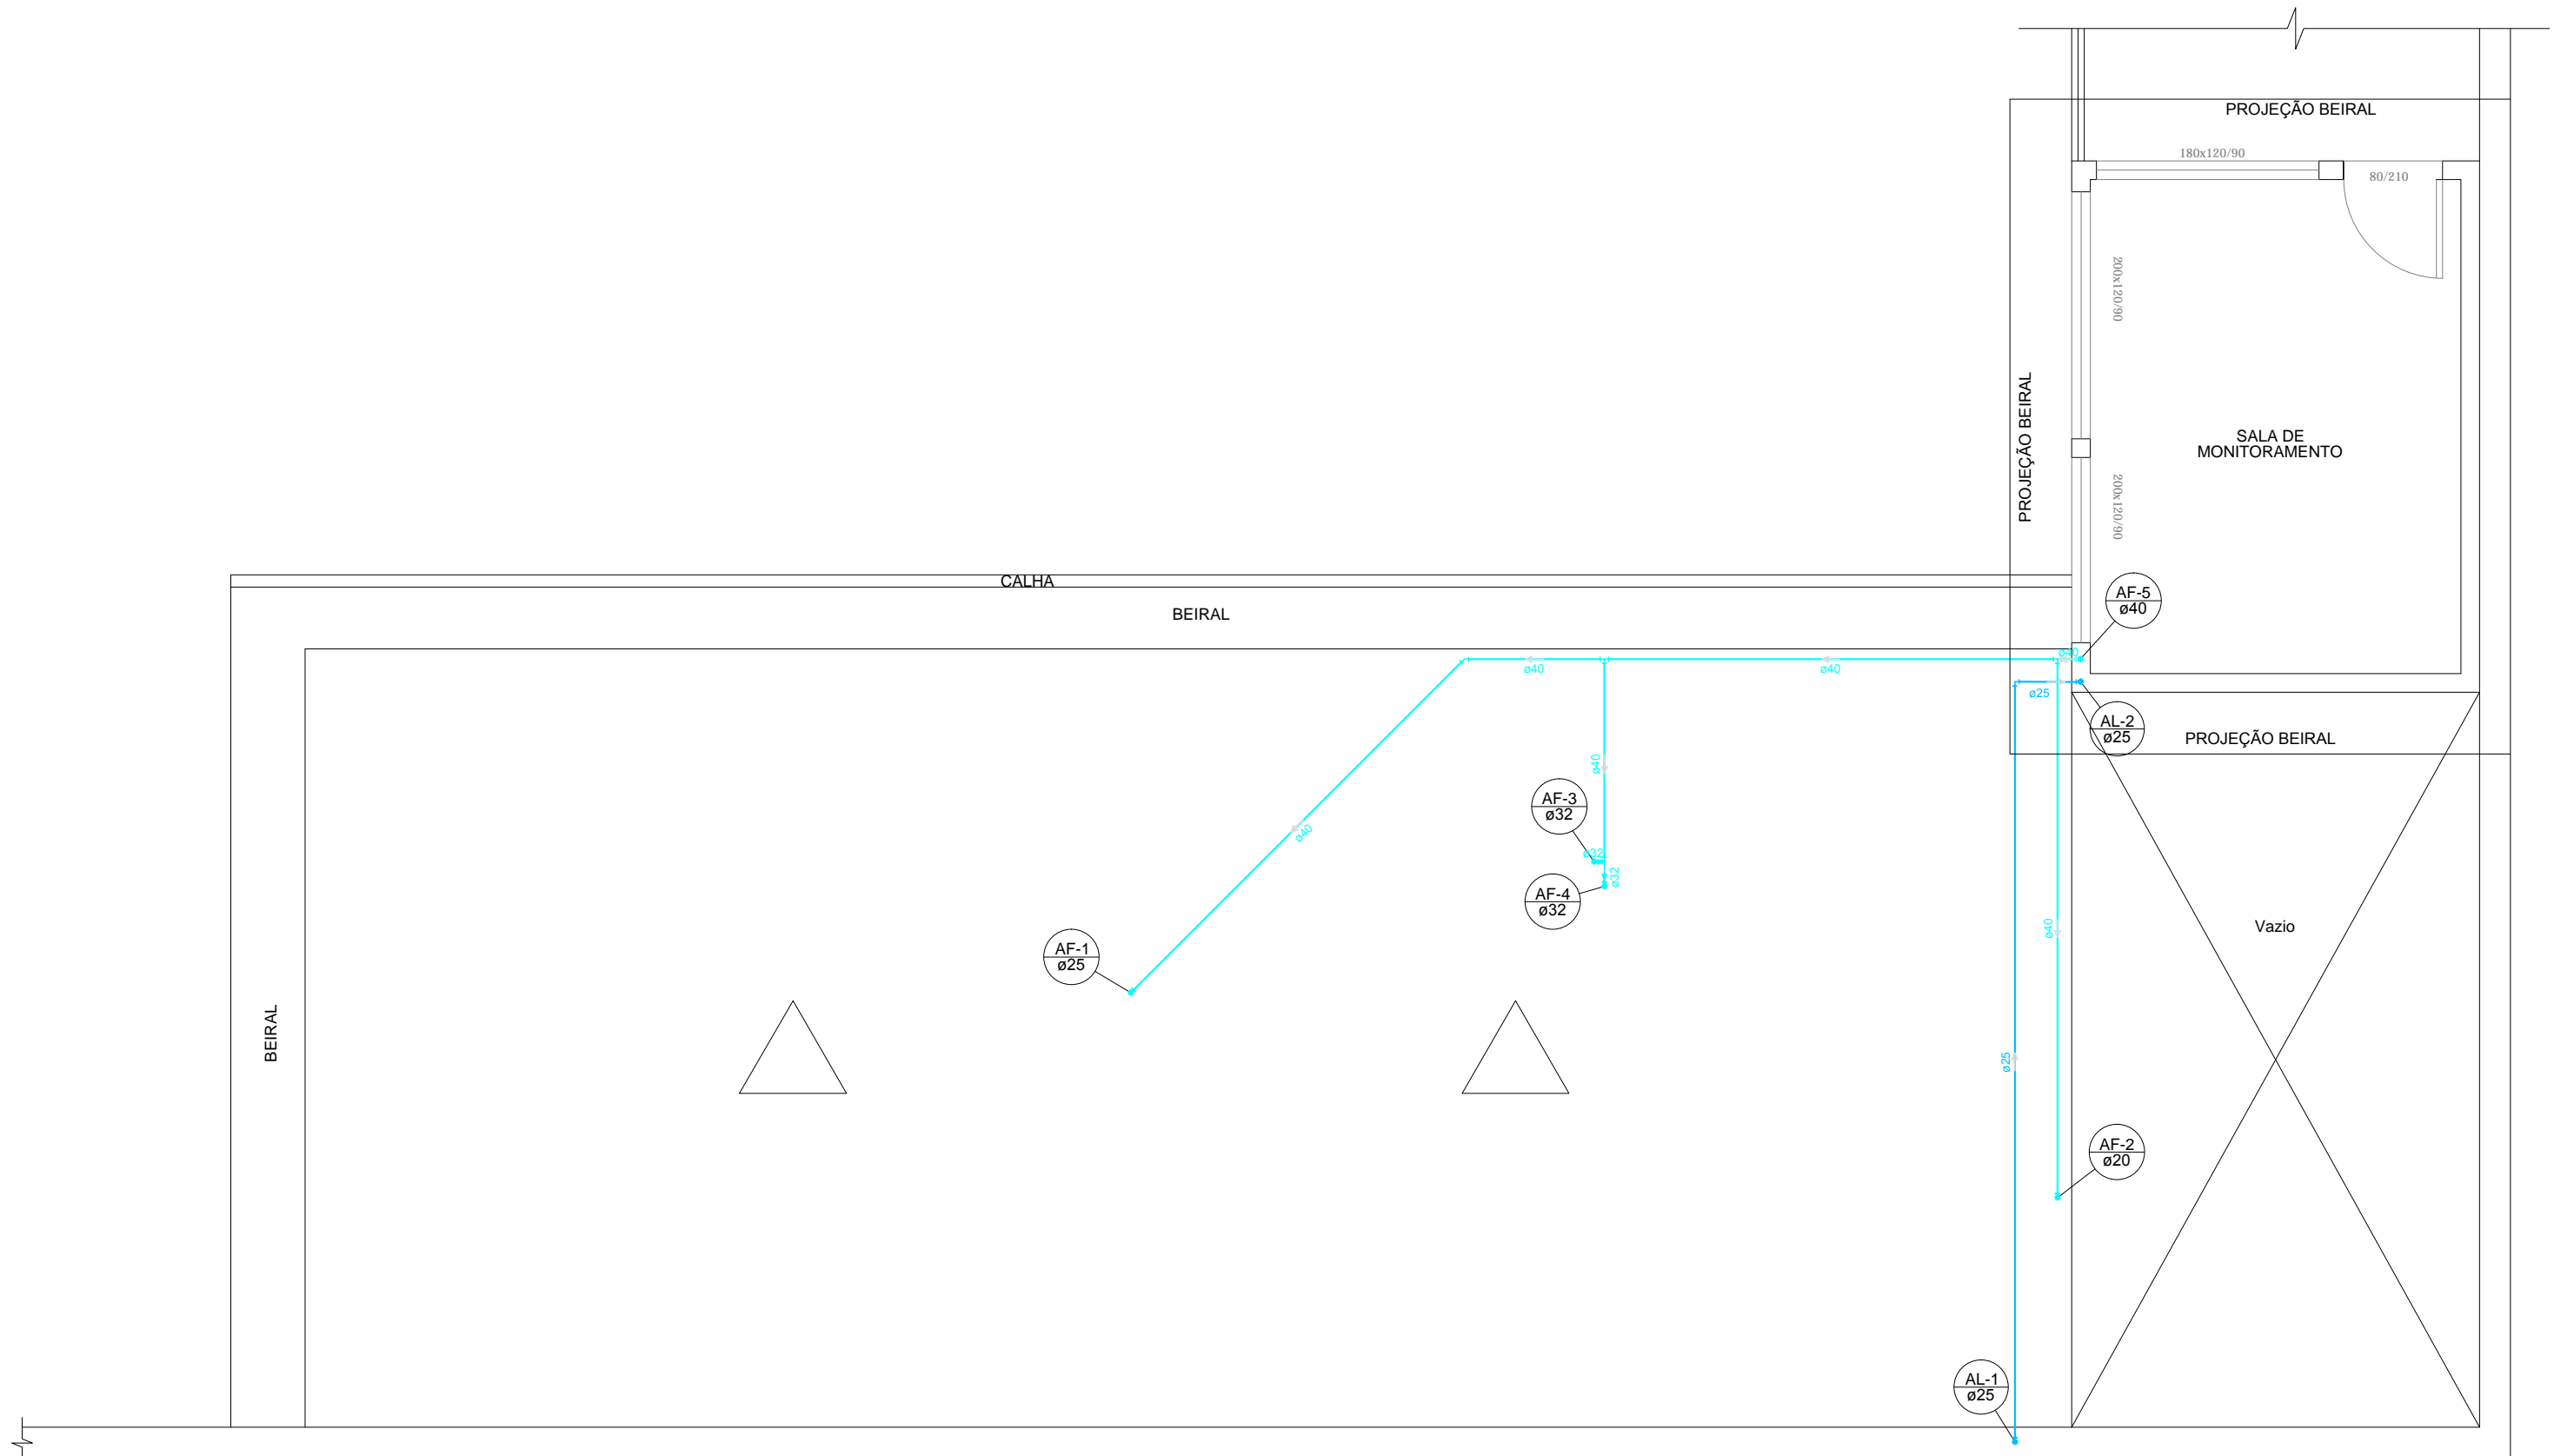 PROJEÇÃO BEIRAL
180x120/90
80/210
200x120/90
PROJEÇÃO BEIRAL
SALA DE
MONITORAMENTO
200x120/90
CALHA
BEIRAL
AF-5
ø40
ø40
ø40
ø40
ø25
AL-2
ø25
PROJEÇÃO BEIRAL
ø40
AF-3
ø32
ø40
ø32
ø32
AF-4
ø32
Vazio
ø40
AF-1
ø25
BEIRAL
ø25
AF-2
ø20
AL-1
ø25